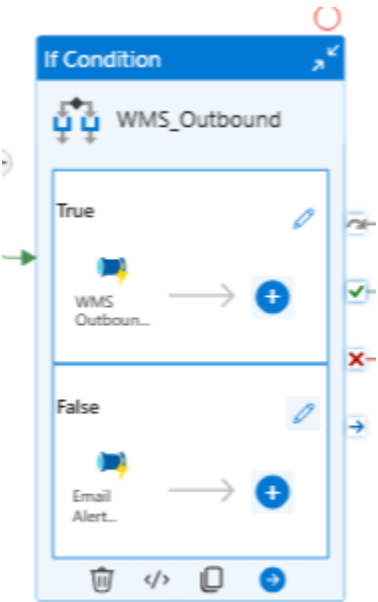 If Condition
WMS_Outbound
True
WMS
Outboun...
False
Email
Alert...